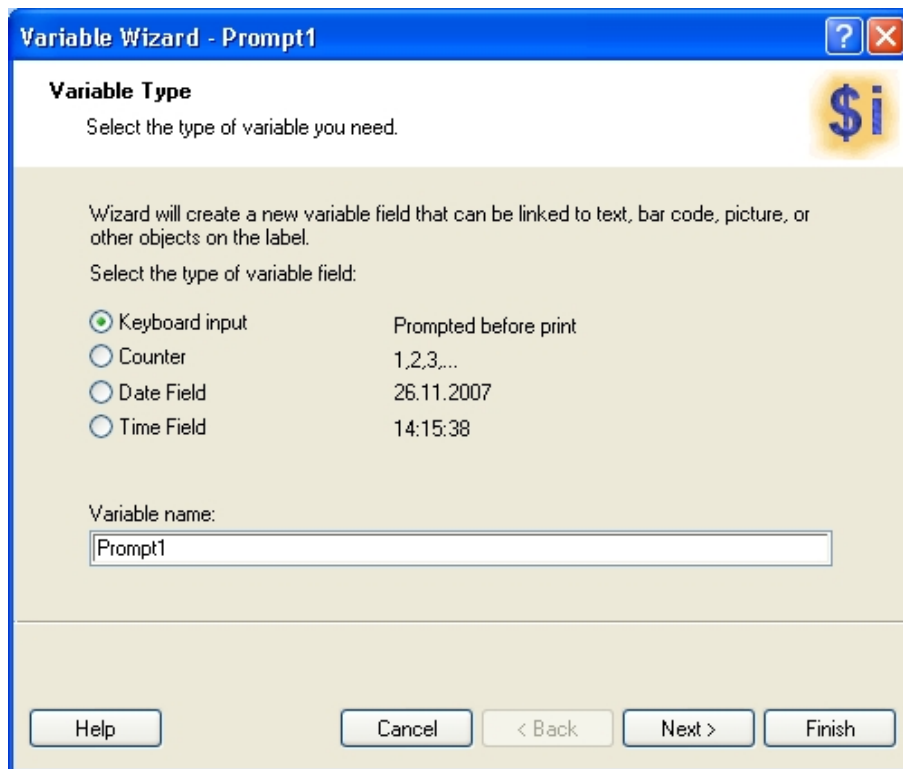 Variable Wizard - Prompt1
Variable Type
Select the type of variable you need.
$i
Wizard will create a new variable field that can be linked to text, bar code, picture, or
other objects on the label.
Select the type of variable field:
Keyboard input Prompted before print
Counter 1,2,3,...
Date Field 26.11.2007
Time Field 14:15:38
Variable name:
Prompt1
Help Cancel < Back Next > Finish